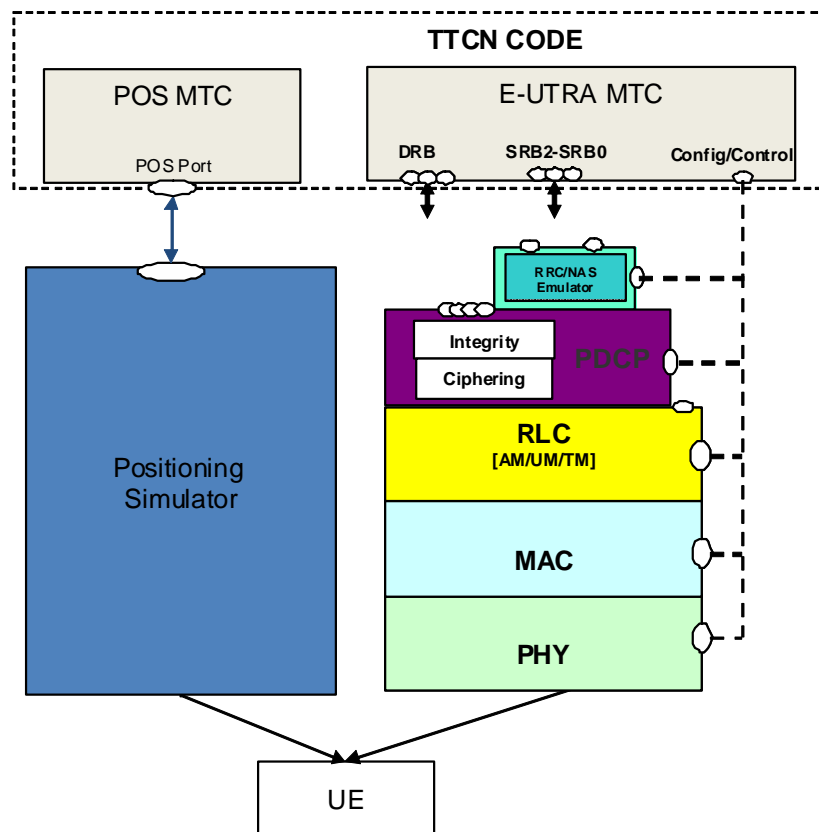 TTCN CODE
POS MTC
E-UTRA MTC
DRB
SRB2-SRB0
Config/Control
POS Port
RRC/NAS
Emulator
Integrity
PDCP
Ciphering
RLC
[AM/UM/TM]
Positioning
Simulator
MAC
PHY
UE